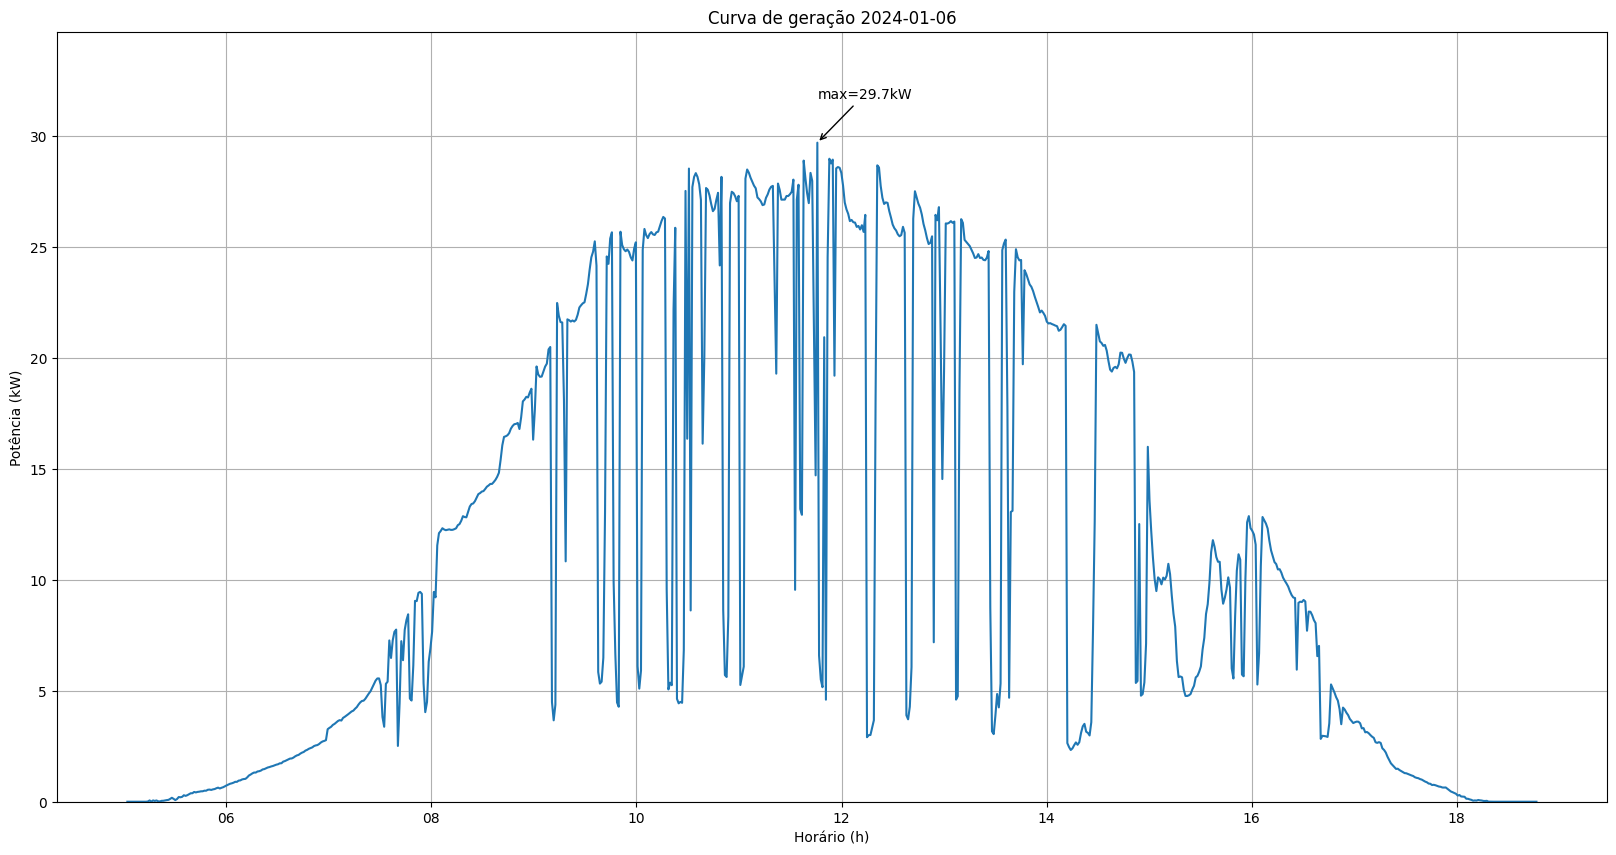 Curva de geração 2024-01-06
max=29.7kW
30
25
20
15
10
5
0
Potência (kW)
06 08 10 12 14 16 18
Horário (h)